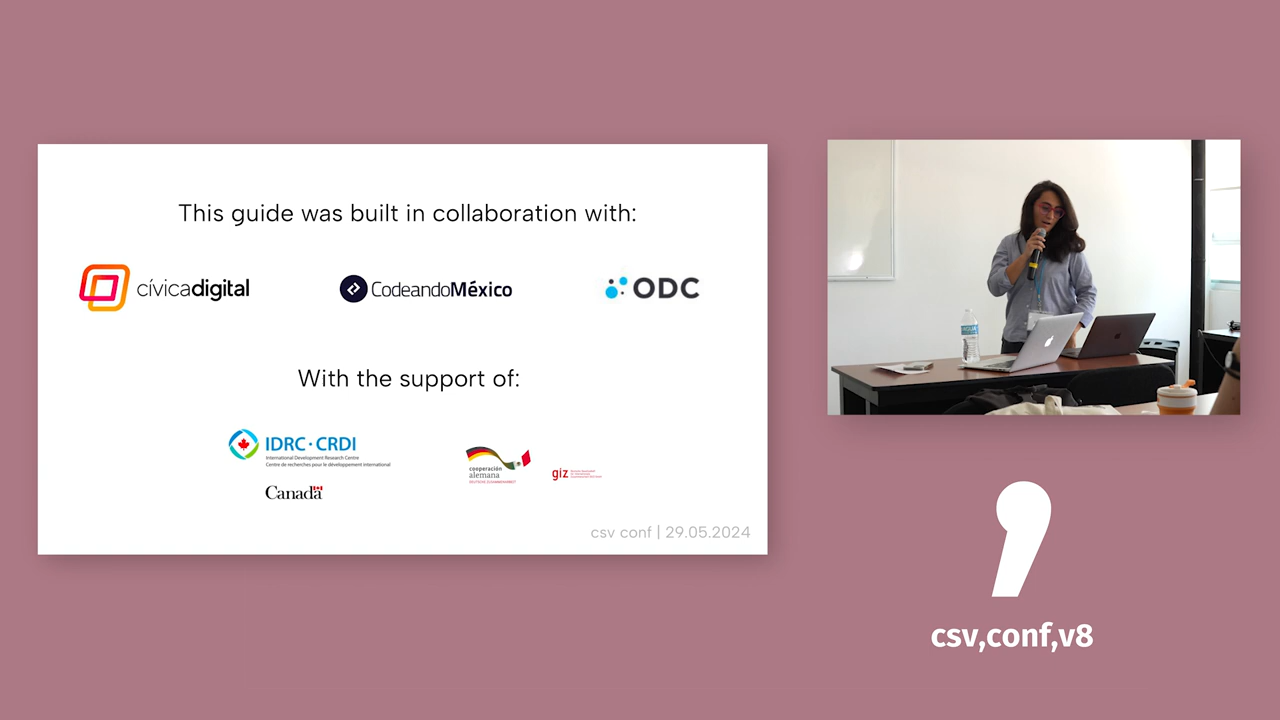 This guide was built in collaboration with:
cívicadigital
CodeandoMéxico
ODC
With the support of:
IDRC · CRDI
International Development Research Centre
Centre de recherches pour le développement international
Canada
cooperación
alemana
DEUTSCHE ZUSAMMENARBEIT
giz
csv conf | 29.05.2024
csv,conf,v8